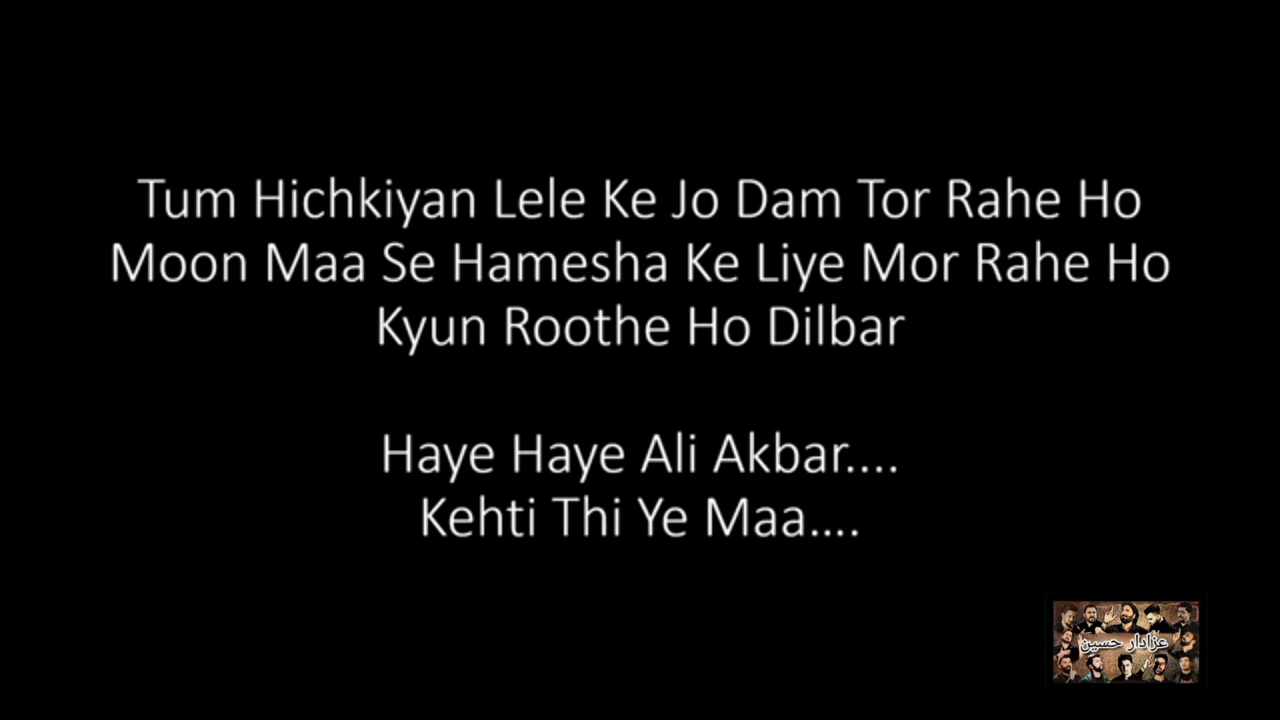 Tum Hichkiyan Lele Ke Jo Dam Tor Rahe Ho
Moon Maa Se Hamesha Ke Liye Mor Rahe Ho
Kyun Roothe Ho Dilbar
Haye Haye Ali Akbar....
Kehti Thi Ye Maa....
عزادار حسین